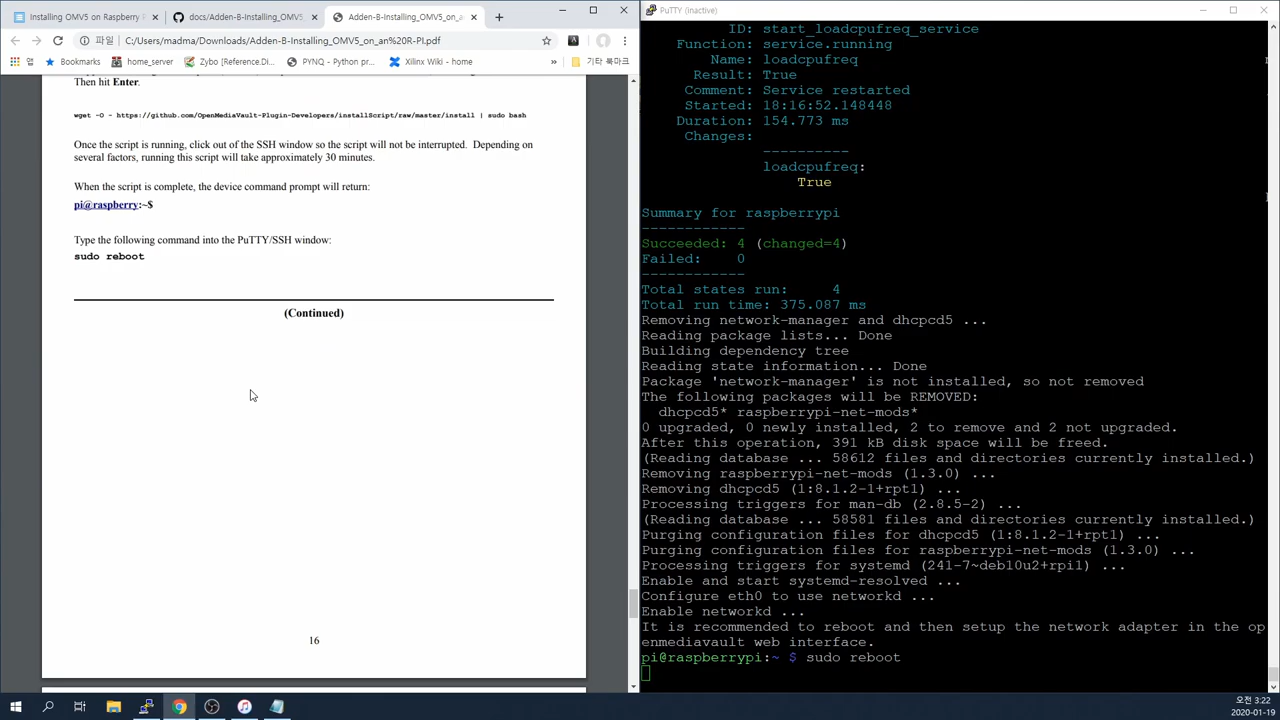 Installing OMV5 on Raspberry
docs/Adden-B-Installing_OMV5_on
Adden-B-Installing_OMV5_on_a
파일
C:/Users/madma/Downloads/Adden-B-Installing_OMV5_on_an%20R-PI.pdf
앱
Bookmarks
home_server
Zybo [Reference.Di...
PYNQ - Python pr...
Xilinx Wiki - home
»
기타 북마크
Then hit Enter.
wget -O - https://github.com/OpenMediaVault-Plugin-Developers/installScript/raw/master/install | sudo bash
Once the script is running, click out of the SSH window so the script will not be interrupted. Depending on
several factors, running this script will take approximately 30 minutes.
When the script is complete, the device command prompt will return:
pi@raspberry:~$
Type the following command into the PuTTY/SSH window:
sudo reboot
(Continued)
16
PuTTY (inactive)
ID: start_loadcpufreq_service
Function: service.running
Name: loadcpufreq
Result: True
Comment: Service restarted
Started: 18:16:52.148448
Duration: 154.773 ms
Changes:
----------
loadcpufreq:
True
Summary for raspberrypi
------------
Succeeded: 4 (changed=4)
Failed: 0
------------
Total states run: 4
Total run time: 375.087 ms
Removing network-manager and dhcpcd5 ...
Reading package lists... Done
Building dependency tree
Reading state information... Done
Package 'network-manager' is not installed, so not removed
The following packages will be REMOVED:
dhcpcd5* raspberrypi-net-mods*
0 upgraded, 0 newly installed, 2 to remove and 2 not upgraded.
After this operation, 391 kB disk space will be freed.
(Reading database ... 58612 files and directories currently installed.)
Removing raspberrypi-net-mods (1.3.0) ...
Removing dhcpcd5 (1:8.1.2-1+rpt1) ...
Processing triggers for man-db (2.8.5-2) ...
(Reading database ... 58581 files and directories currently installed.)
Purging configuration files for dhcpcd5 (1:8.1.2-1+rpt1) ...
Purging configuration files for raspberrypi-net-mods (1.3.0) ...
Processing triggers for systemd (241-7~deb10u2+rpi1) ...
Enable and start systemd-resolved ...
Configure eth0 to use networkd ...
Enable networkd ...
It is recommended to reboot and then setup the network adapter in the op
enmediavault web interface.
pi@raspberrypi:~ $ sudo reboot
오전 3:22
2020-01-19